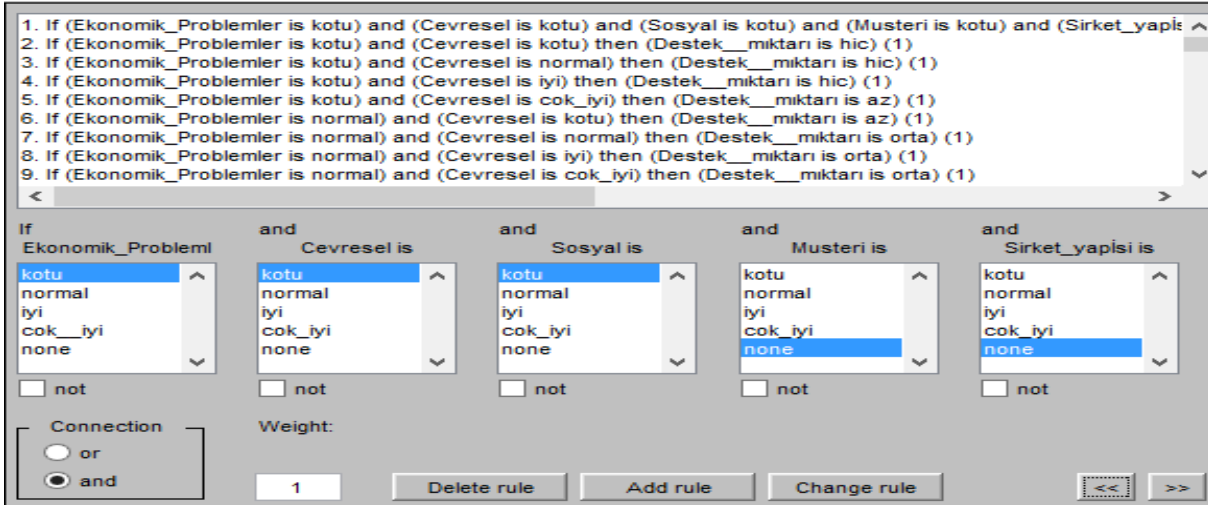 1. If (Ekonomik_Problemler is kotu) and (Cevresel is kotu) and (Sosyal is kotu) and (Musteri is kotu) and (Sirket_yapİs
2. If (Ekonomik_Problemler is kotu) and (Cevresel is kotu) then (Destek__mıktarı is hic) (1)
3. If (Ekonomik_Problemler is kotu) and (Cevresel is normal) then (Destek__mıktarı is hic) (1)
4. If (Ekonomik_Problemler is kotu) and (Cevresel is iyi) then (Destek__mıktarı is hic) (1)
5. If (Ekonomik_Problemler is kotu) and (Cevresel is cok_iyi) then (Destek__mıktarı is az) (1)
6. If (Ekonomik_Problemler is normal) and (Cevresel is kotu) then (Destek__mıktarı is az) (1)
7. If (Ekonomik_Problemler is normal) and (Cevresel is normal) then (Destek__mıktarı is orta) (1)
8. If (Ekonomik_Problemler is normal) and (Cevresel is iyi) then (Destek__mıktarı is orta) (1)
9. If (Ekonomik_Problemler is normal) and (Cevresel is cok_iyi) then (Destek__mıktarı is orta) (1)
If and and and and
Ekonomik_Probleml Cevresel is Sosyal is Musteri is Sirket_yapİsi is
kotu kotu kotu kotu kotu
normal normal normal normal normal
iyi iyi iyi iyi iyi
cok__iyi cok_iyi cok_iyi cok_iyi cok_iyi
none none none none none
not not not not not
Connection Weight:
or
and 1 Delete rule Add rule Change rule << >>